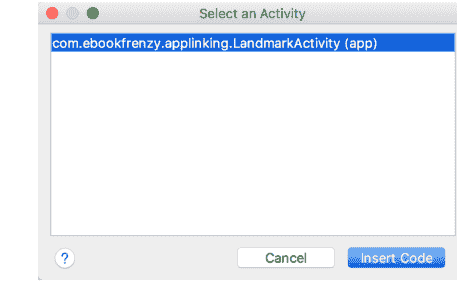 Select an Activity
com.ebookfrenzy.applinking.LandmarkActivity (app)
?
Cancel
Insert Code